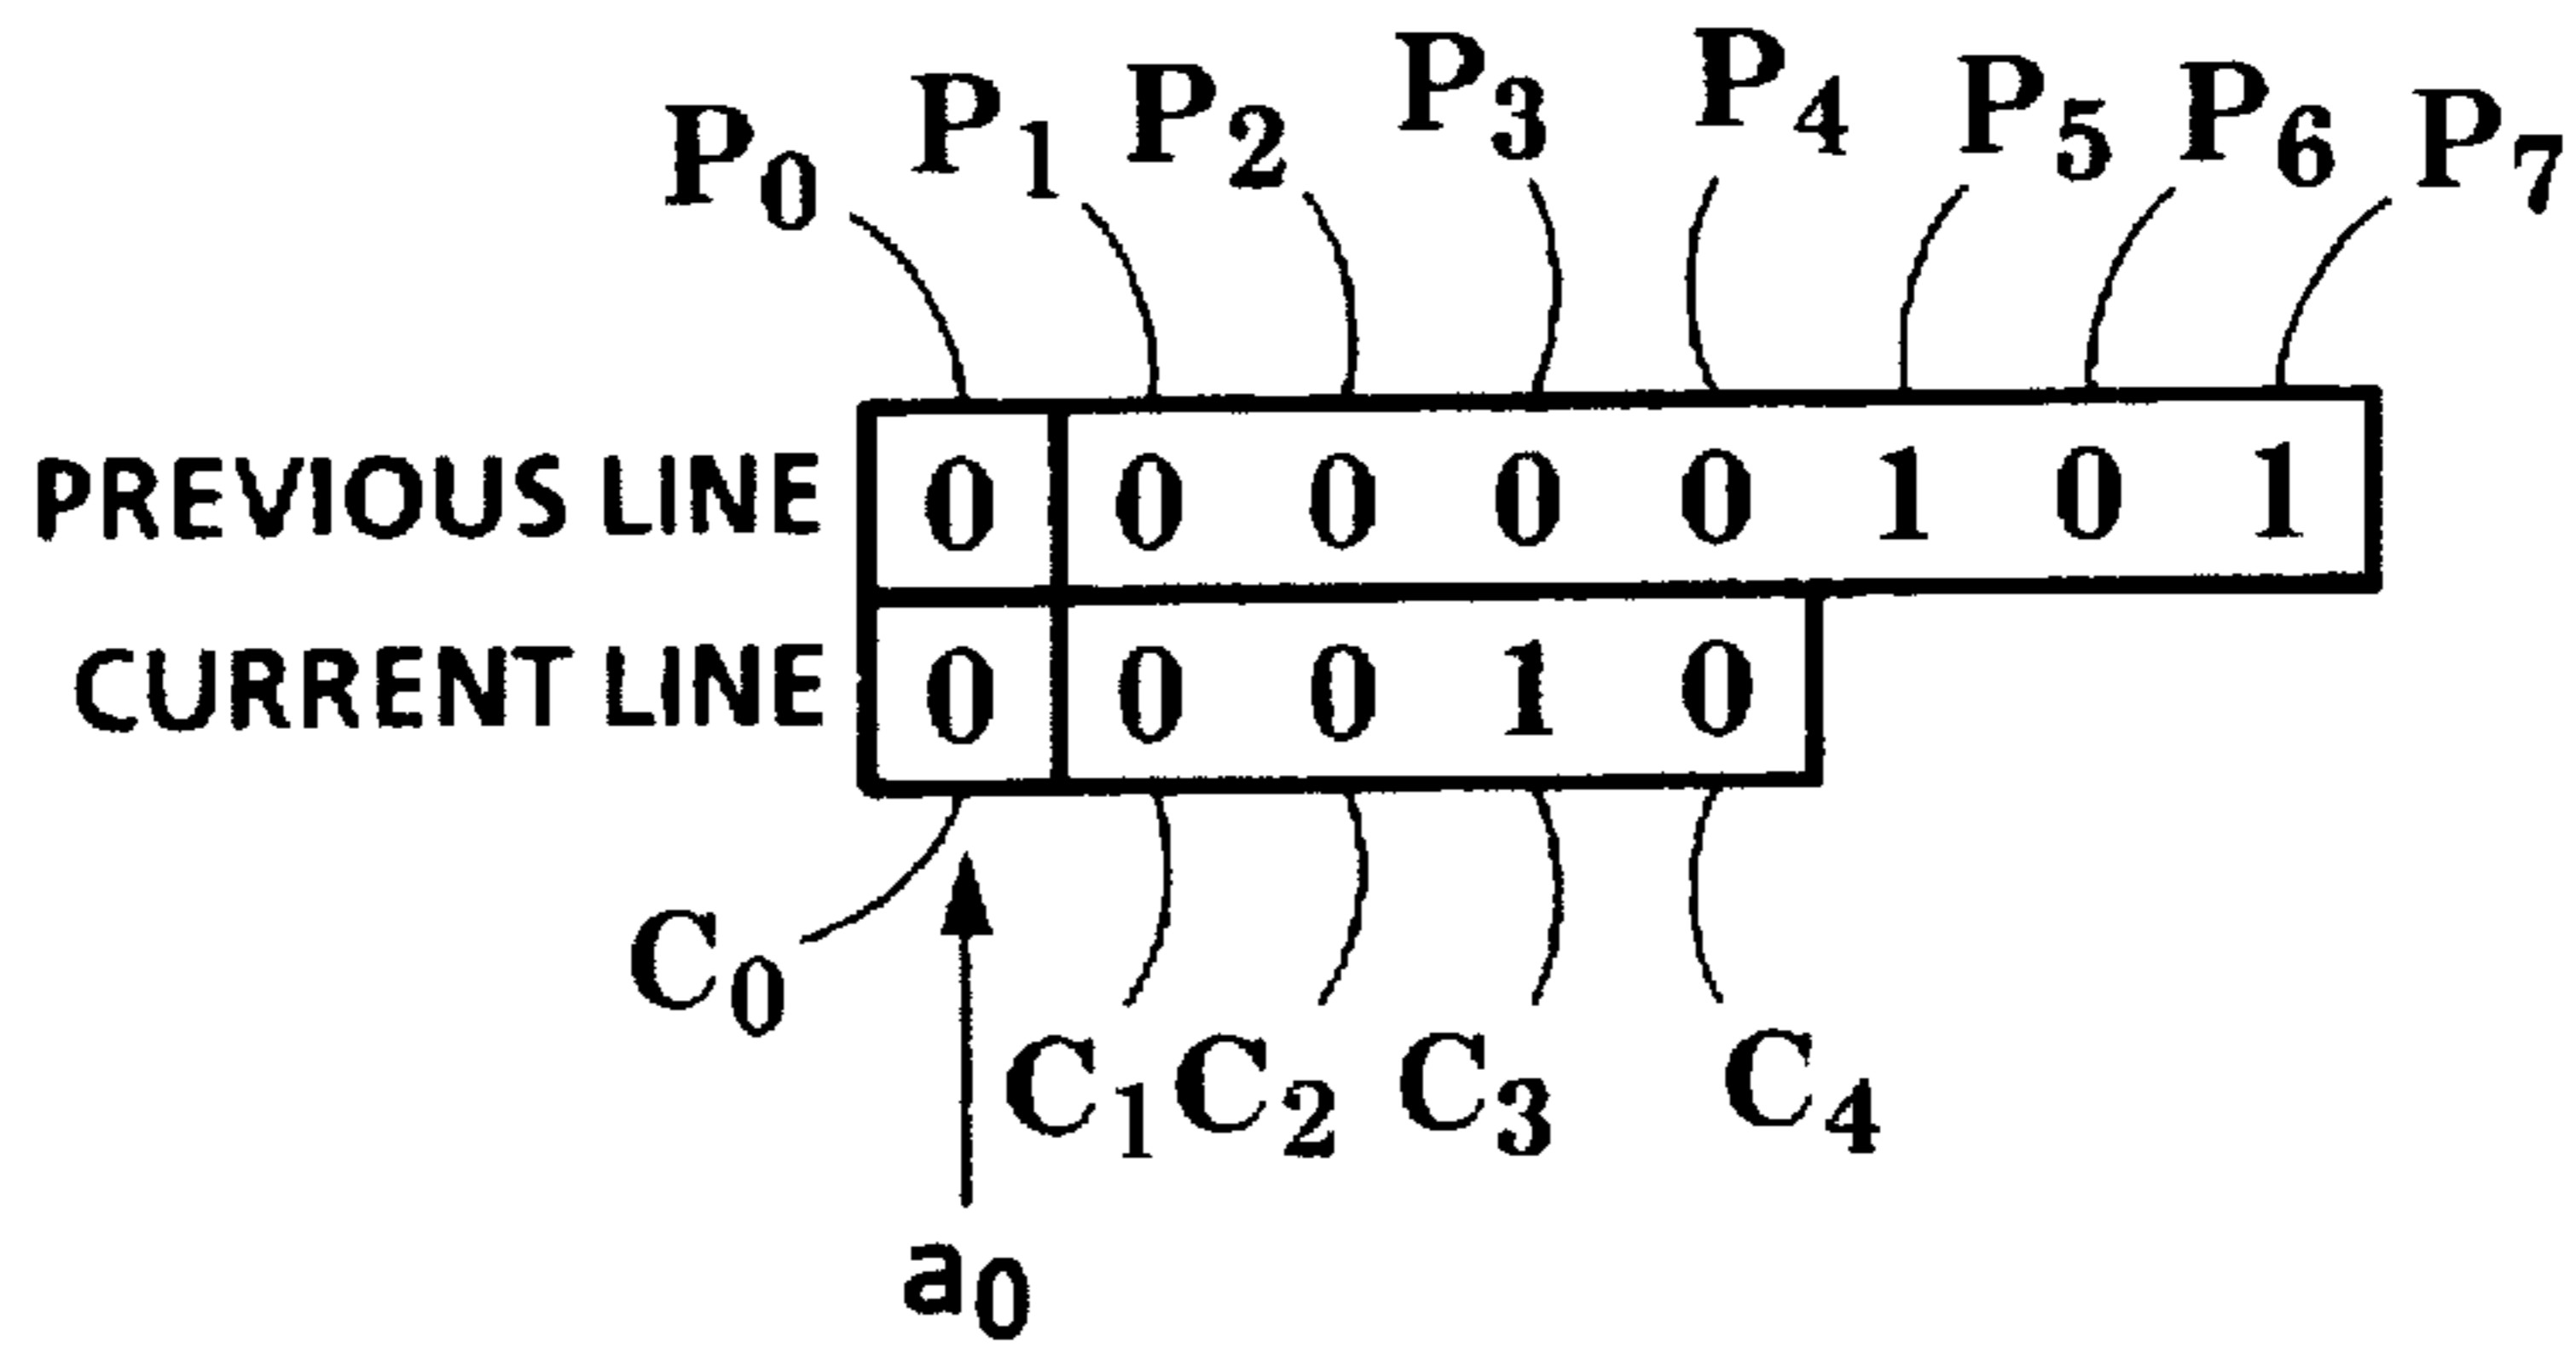 P0 P1 P2 P3 P4 P5 P6 P7
PREVIOUS LINE 0 0 0 0 0 1 0 1
CURRENT LINE 0 0 0 1 0
C0 C1 C2 C3 C4
a0